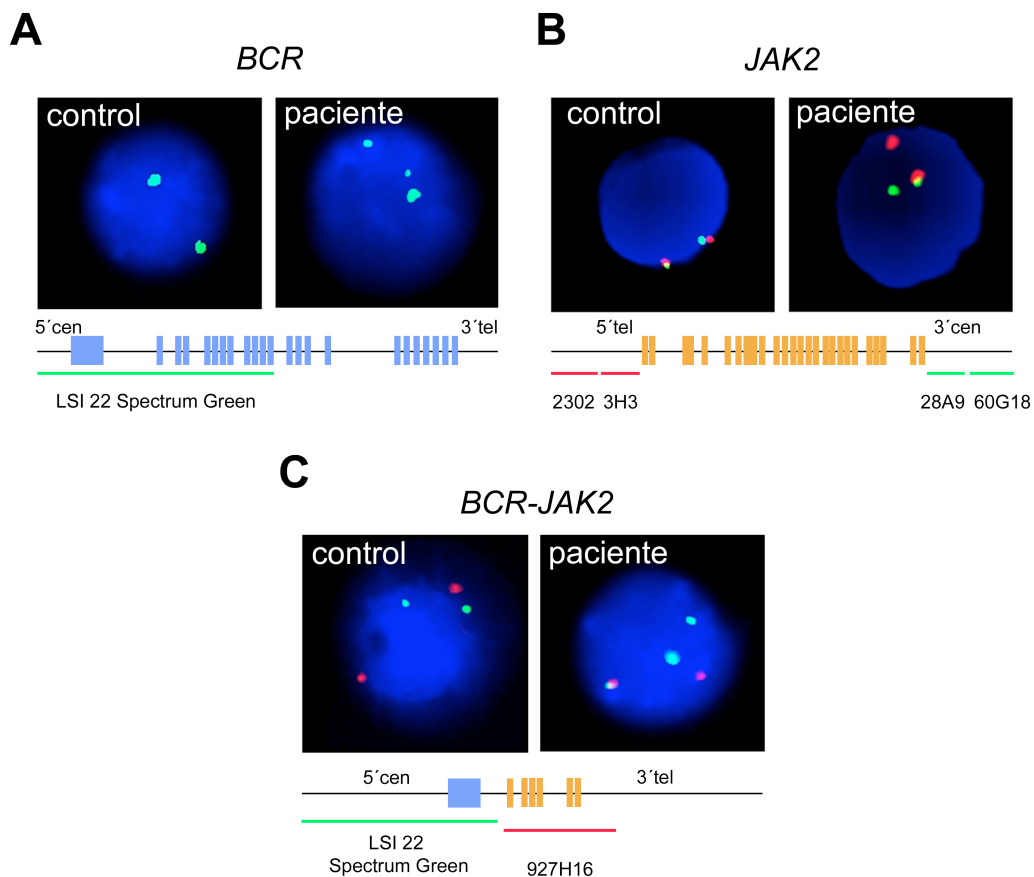 A
BCR
control
paciente
5´cen
3´tel
LSI 22 Spectrum Green
B
JAK2
control
paciente
5´tel
3´cen
2302 3H3
28A9 60G18
C
BCR-JAK2
control
paciente
5´cen
3´tel
LSI 22
Spectrum Green
927H16